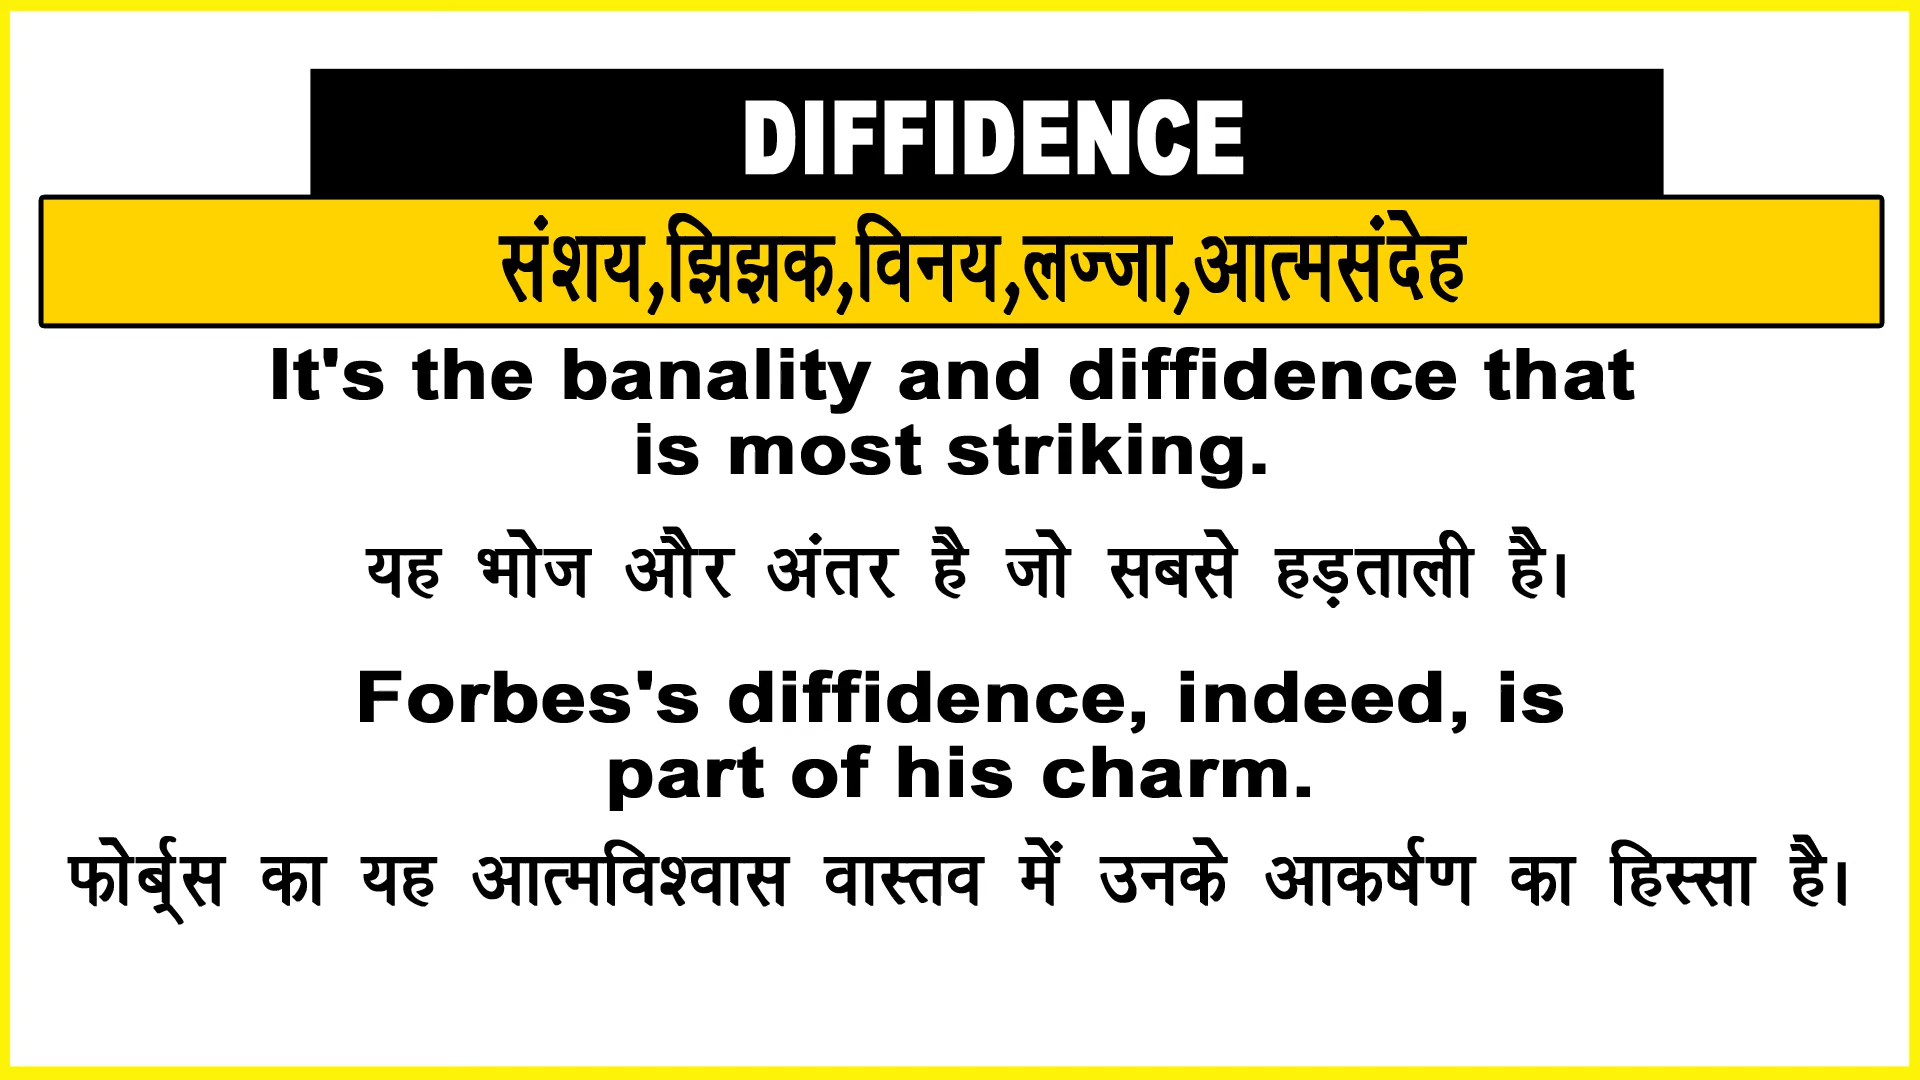 DIFFIDENCE
संशय,झिझक,विनय,लज्जा,आत्मसंदेह
It's the banality and diffidence that
is most striking.
यह भोज और अंतर है जो सबसे हड़ताली है।
Forbes's diffidence, indeed, is
part of his charm.
फोर्ब्स का यह आत्मविश्वास वास्तव में उनके आकर्षण का हिस्सा है।